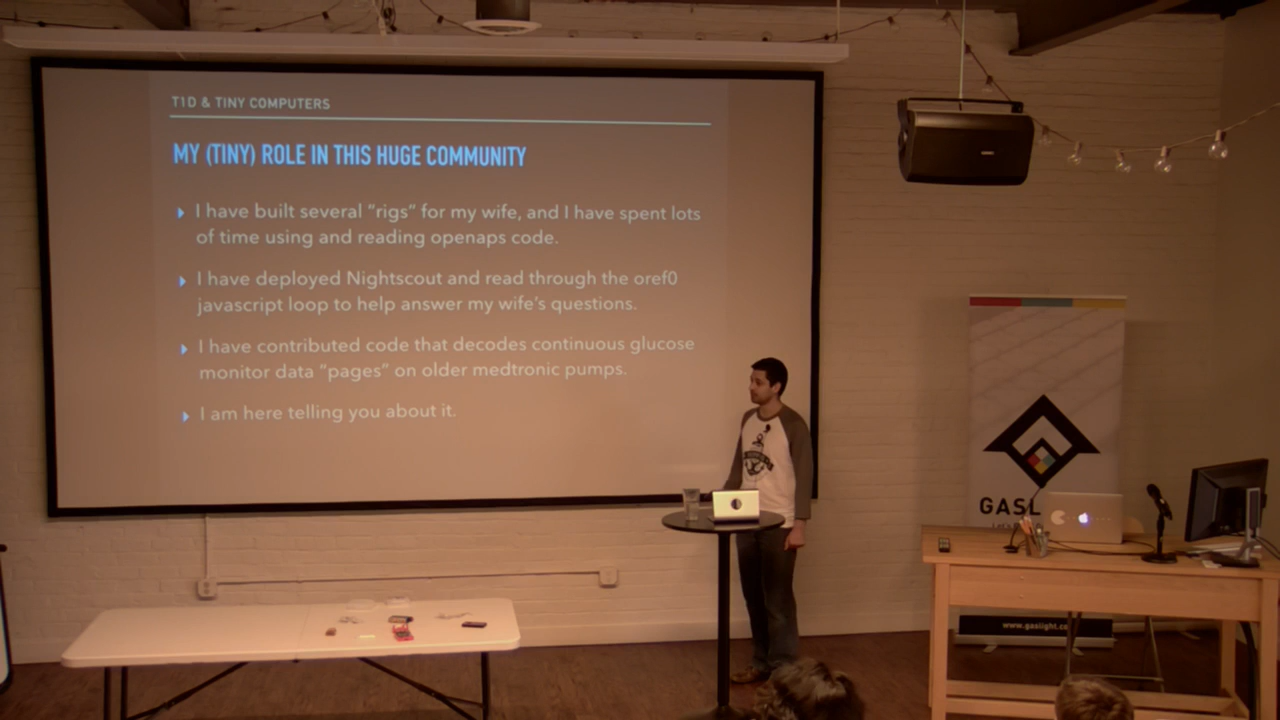 T1D & TINY COMPUTERS
MY (TINY) ROLE IN THIS HUGE COMMUNITY
I have built several “rigs” for my wife, and I have spent lots
of time using and reading openaps code.
I have deployed Nightscout and read through the oref0
javascript loop to help answer my wife’s questions.
I have contributed code that decodes continuous glucose
monitor data “pages” on older medtronic pumps.
I am here telling you about it.
GASL
www.gaslight.co